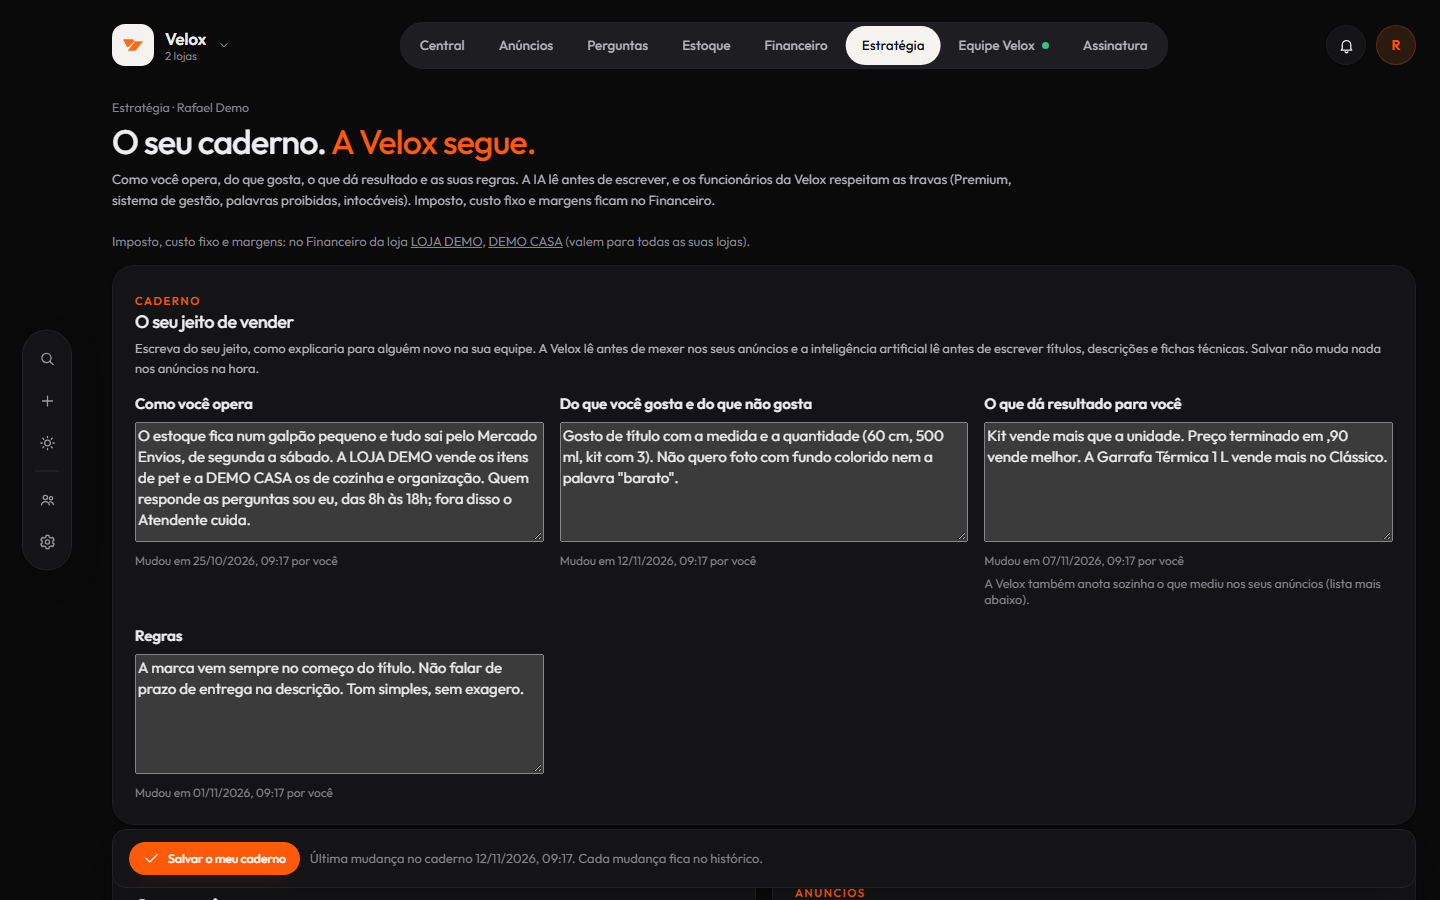 Velox
2 lojas
Central
Anúncios
Perguntas
Estoque
Financeiro
Estratégia
Equipe Velox
Assinatura
R
Estratégia · Rafael Demo
O seu caderno. A Velox segue.
Como você opera, do que gosta, o que dá resultado e as suas regras. A IA lê antes de escrever, e os funcionários da Velox respeitam as travas (Premium,
sistema de gestão, palavras proibidas, intocáveis). Imposto, custo fixo e margens ficam no Financeiro.
Imposto, custo fixo e margens: no Financeiro da loja LOJA DEMO, DEMO CASA (valem para todas as suas lojas).
CADERNO
O seu jeito de vender
Escreva do seu jeito, como explicaria para alguém novo na sua equipe. A Velox lê antes de mexer nos seus anúncios e a inteligência artificial lê antes de escrever títulos, descrições e fichas técnicas. Salvar não muda nada
nos anúncios na hora.
Como você opera
O estoque fica num galpão pequeno e tudo sai pelo Mercado
Envios, de segunda a sábado. A LOJA DEMO vende os itens
de pet e a DEMO CASA os de cozinha e organização. Quem
responde as perguntas sou eu, das 8h às 18h; fora disso o
Atendente cuida.
Mudou em 25/10/2026, 09:17 por você
Do que você gosta e do que não gosta
Gosto de título com a medida e a quantidade (60 cm, 500
ml, kit com 3). Não quero foto com fundo colorido nem a
palavra "barato".
Mudou em 12/11/2026, 09:17 por você
O que dá resultado para você
Kit vende mais que a unidade. Preço terminado em ,90
vende melhor. A Garrafa Térmica 1 L vende mais no Clássico.
Mudou em 07/11/2026, 09:17 por você
A Velox também anota sozinha o que mediu nos seus anúncios (lista mais
abaixo).
Regras
A marca vem sempre no começo do título. Não falar de
prazo de entrega na descrição. Tom simples, sem exagero.
Mudou em 01/11/2026, 09:17 por você
Salvar o meu caderno
Última mudança no caderno 12/11/2026, 09:17. Cada mudança fica no histórico.
ANÚNCIOS